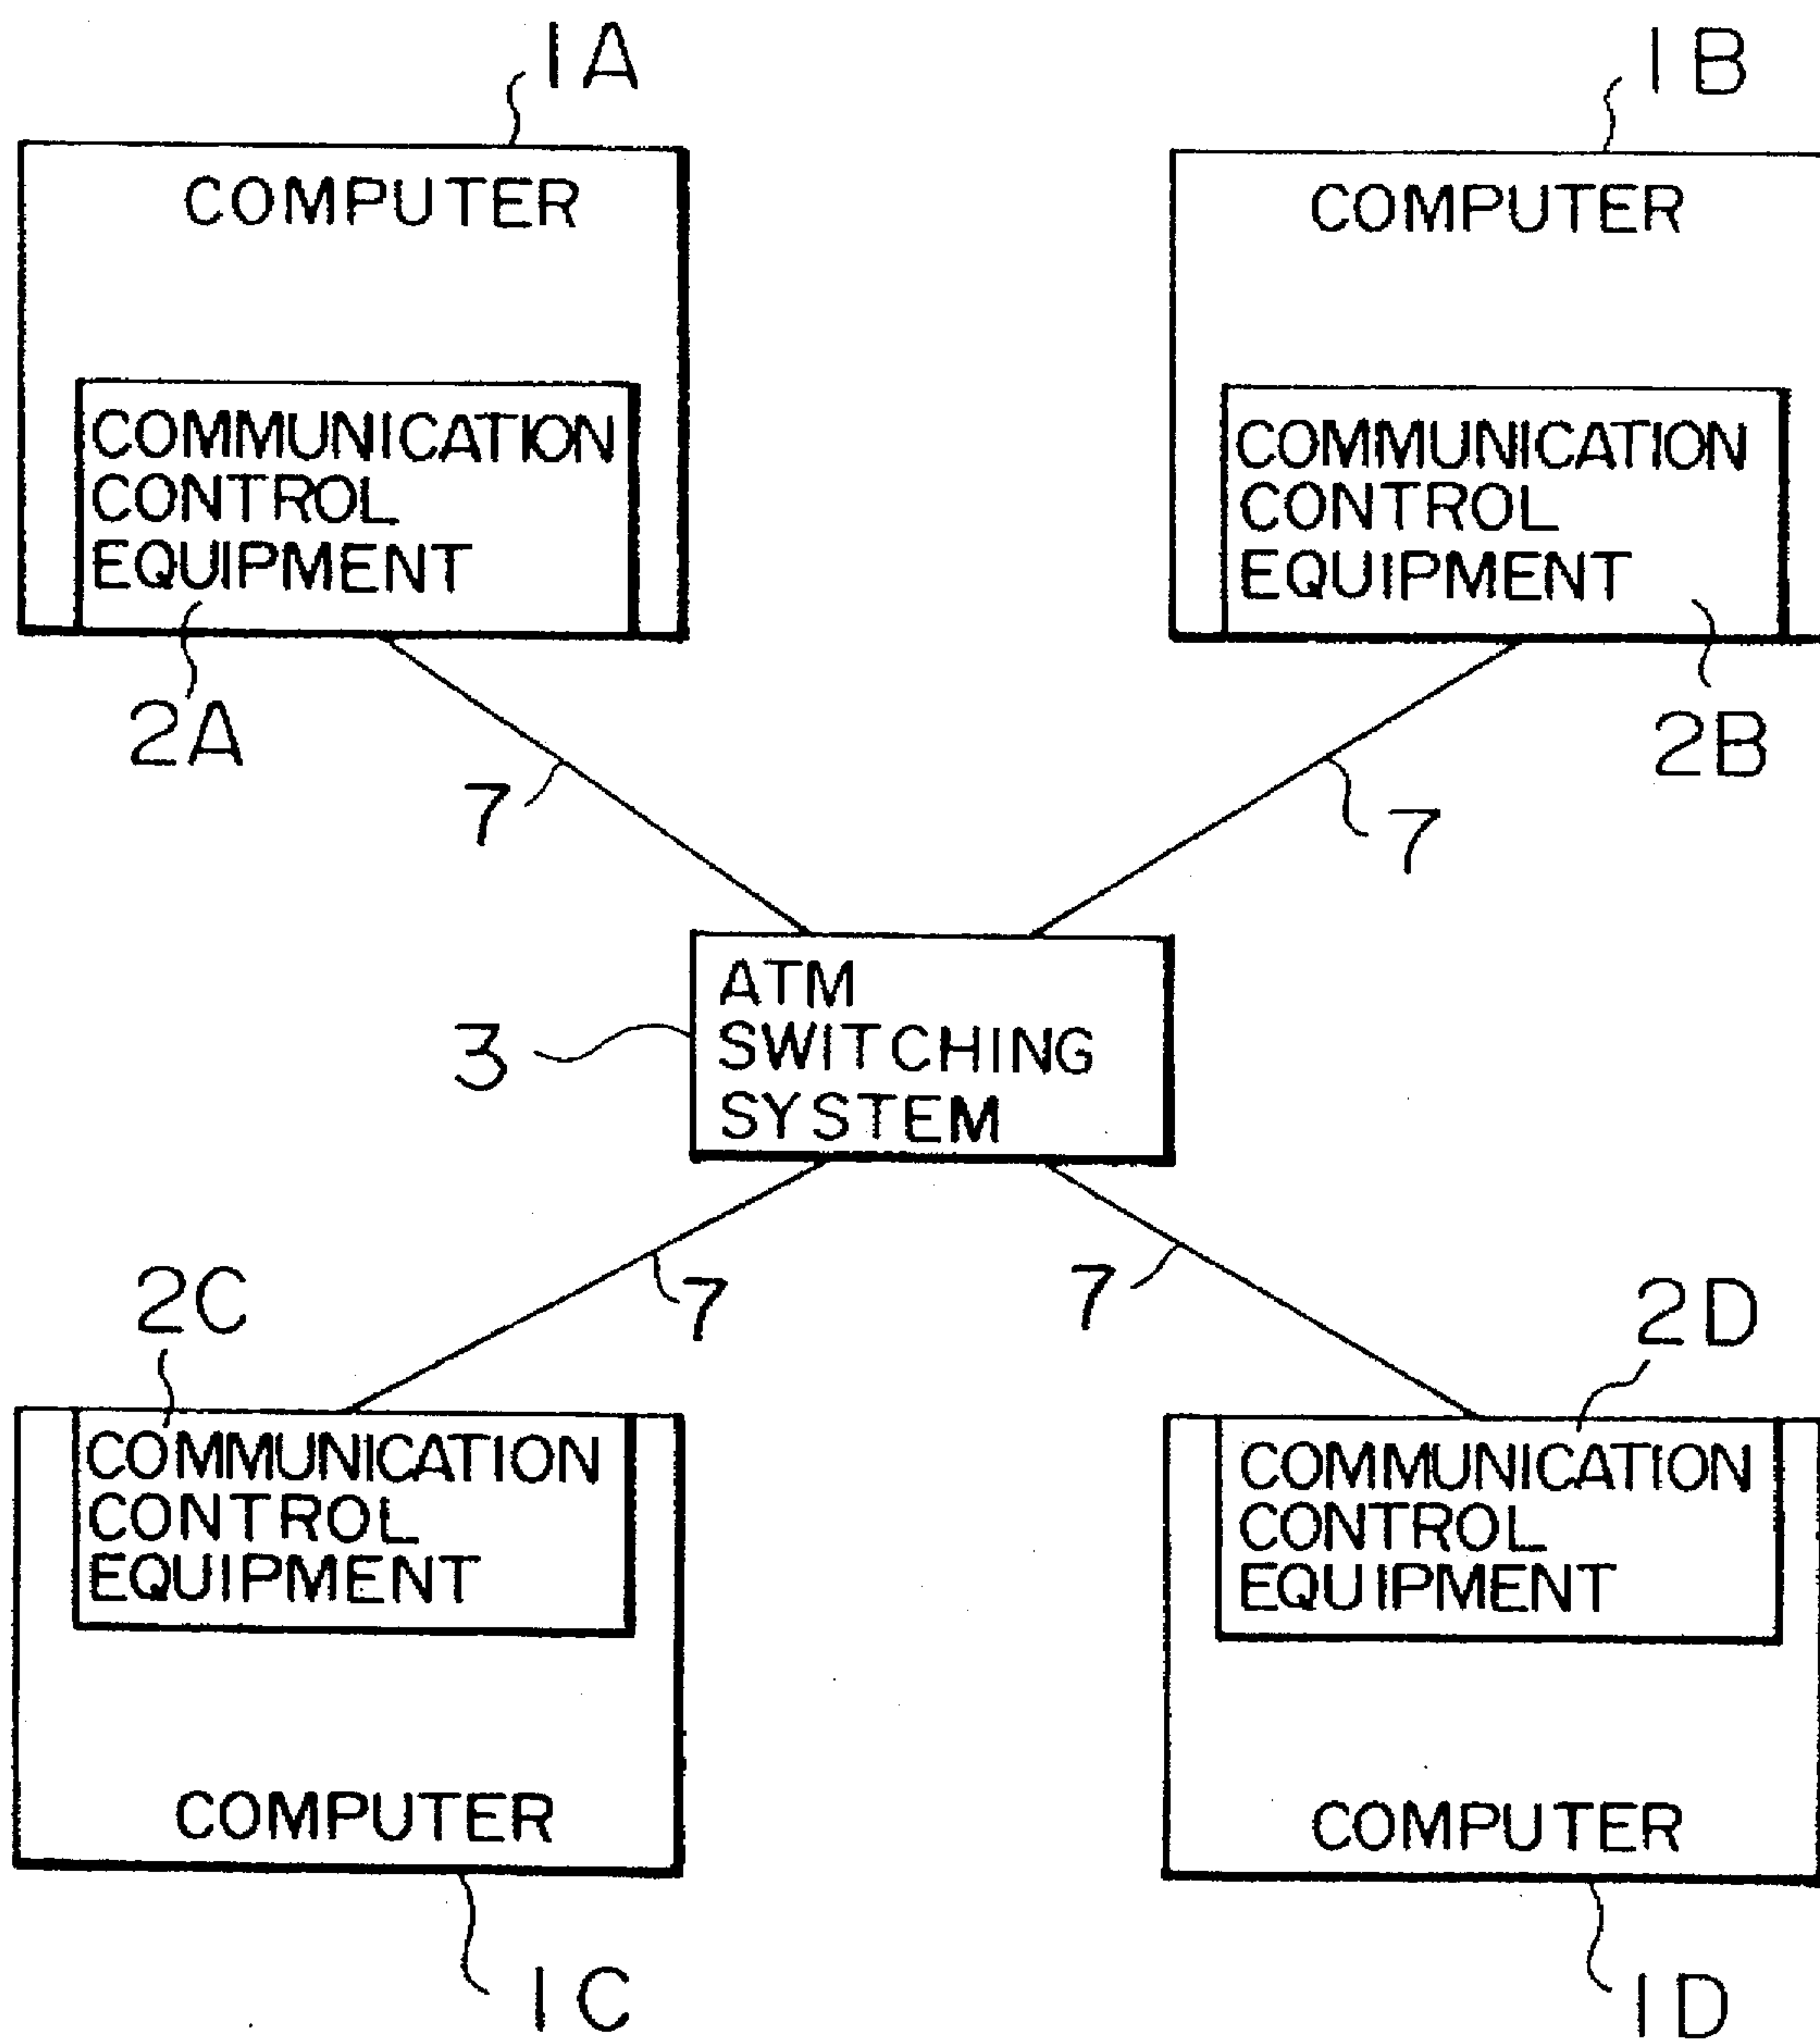 1A
1B
COMPUTER
COMPUTER
COMMUNICATION
CONTROL
EQUIPMENT
COMMUNICATION
CONTROL
EQUIPMENT
2A
2B
7
7
ATM
SWITCHING
SYSTEM
3
7
7
2C
2D
COMMUNICATION
CONTROL
EQUIPMENT
COMMUNICATION
CONTROL
EQUIPMENT
COMPUTER
COMPUTER
1C
1D